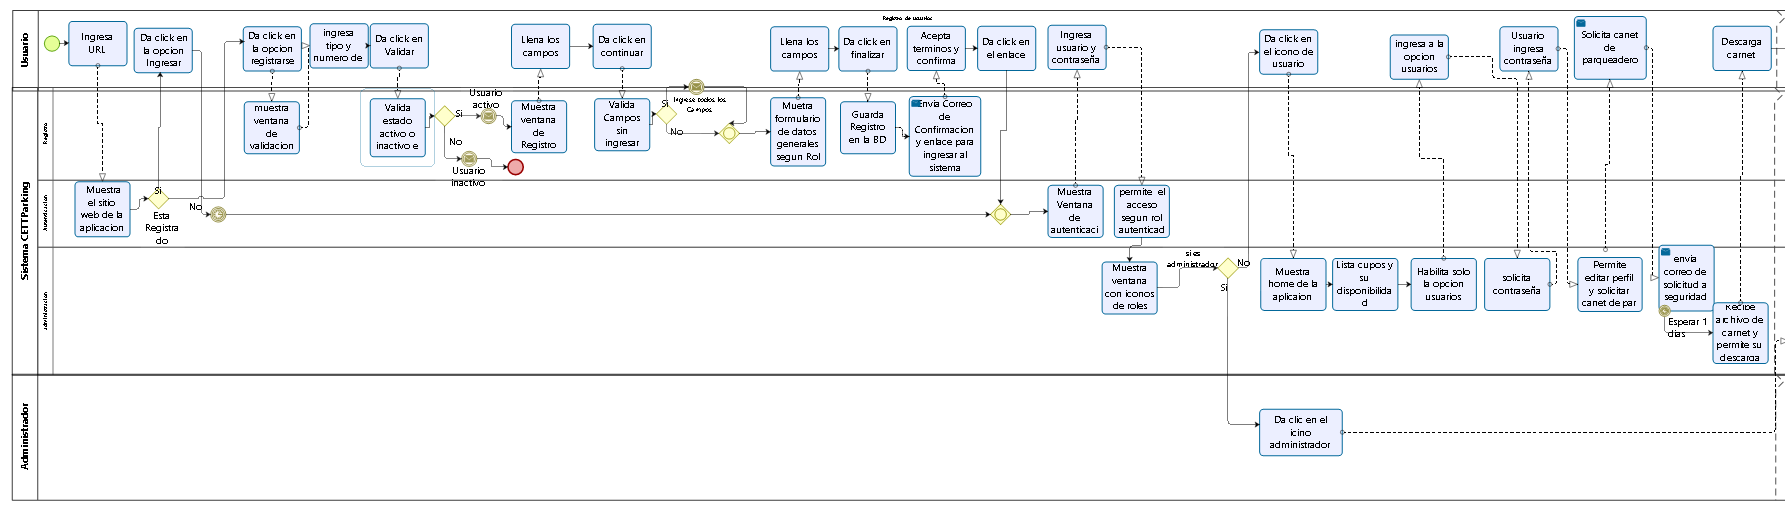 Registro de usuarios
Usuario
Ingresa
URL
Da click en
la opcion
Ingresar
Da click en
la opcion
registrarse
ingresa
tipo y
numero de
Da click en
Validar
Llena los
campos
Da click en
continuar
Llena los
campos
Da click en
finalizar
Acepta
terminos y
confirma
Da click en
el enlace
Ingresa
usuario y
contraseña
Da click en
el icono de
usuario
ingresa a la
opcion
usuarios
Usuario
ingresa
contraseña
Solicita canet
de
parqueadero
Descarga
carnet
Sistema CETTParking
Registro
muestra
ventana
de
validacion
Valida
estado
activo o
inactivo e
Si
Usuario
activo
No
Usuario
inactivo
Muestra
ventana
de
Registro
Valida
Campos
sin
ingresar
Si
Ingrese todos los
Campos
No
Muetra
formulario
de datos
generales
segun Rol
Guarda
Registro
en la BD
Envia Correo
de
Confirmacion
y enlace para
ingresar al
sistema
Autenticacion
Muestra
el sitio
web de la
aplicacion
Si
Esta
Registra
do
No
Muestra
Ventana
de
autenticaci
permite el
acceso
segun rol
autenticad
administracion
Muestra
ventana
con iconos
de roles
si es
administrador
No
Si
Muestra
home de la
aplicaion
Lista cupos y
su
disponibilida
d
Habilita solo
la opcion
usuarios
solicita
contraseña
Permite
editar perfil
y solicitar
canet de par
envia
correo de
solicitud a
seguridad
Esperar 1
dias
Recibe
archivo de
carnet y
permite su
descarga
Administrador
Da clic en el
icino
administrador